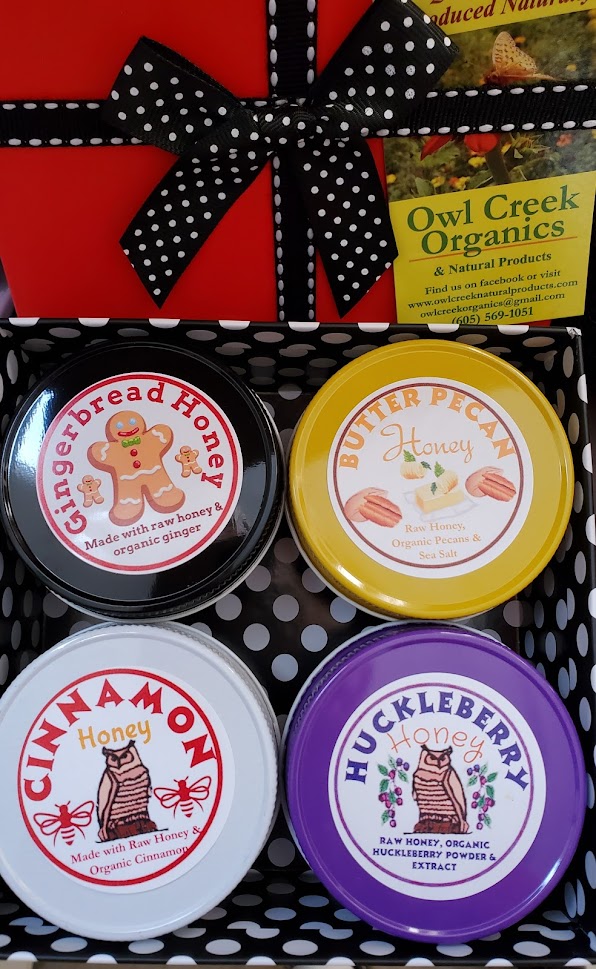 oduced Naturally
Owl Creek
Organics
& Natural Products
Find us on facebook or visit
www.owlcreeknaturalproducts.com
owlcreekorganics@gmail.com
(605) 569-1051
Gingerbread Honey
Made with raw honey &
organic ginger
BUTTER PECAN
Honey
Raw Honey,
Organic Pecans &
Sea Salt
CINNAMON
Honey
Made with Raw Honey &
Organic Cinnamon
HUCKLEBERRY
Honey
RAW HONEY, ORGANIC
HUCKLEBERRY POWDER &
EXTRACT